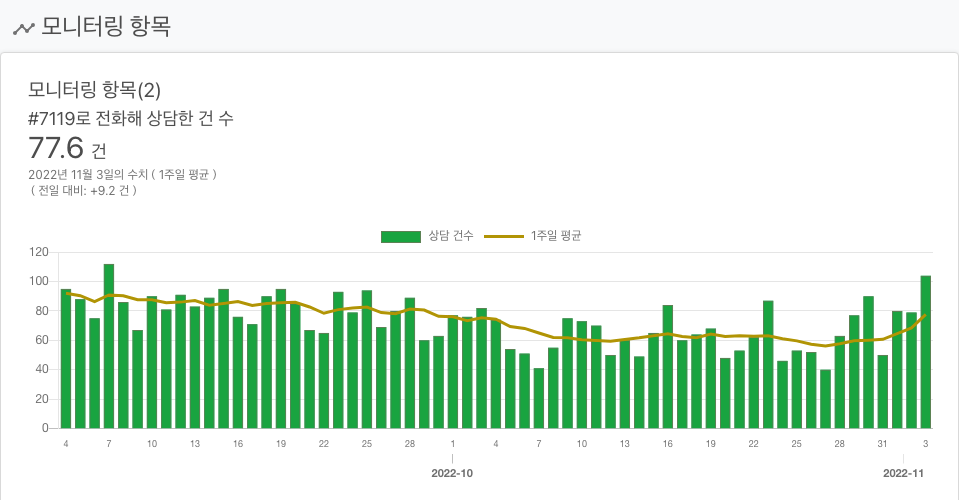 모니터링 항목
모니터링 항목(2)
#7119로 전화해 상담한 건 수
77.6 건
2022년 11월 3일의 수치 ( 1주일 평균 )
( 전일 대비: +9.2 건 )
상담 건수 1주일 평균
120
100
80
60
40
20
0
4 7 10 13 16 19 22 25 28 1 4 7 10 13 16 19 22 25 28 31 3
2022-10 2022-11